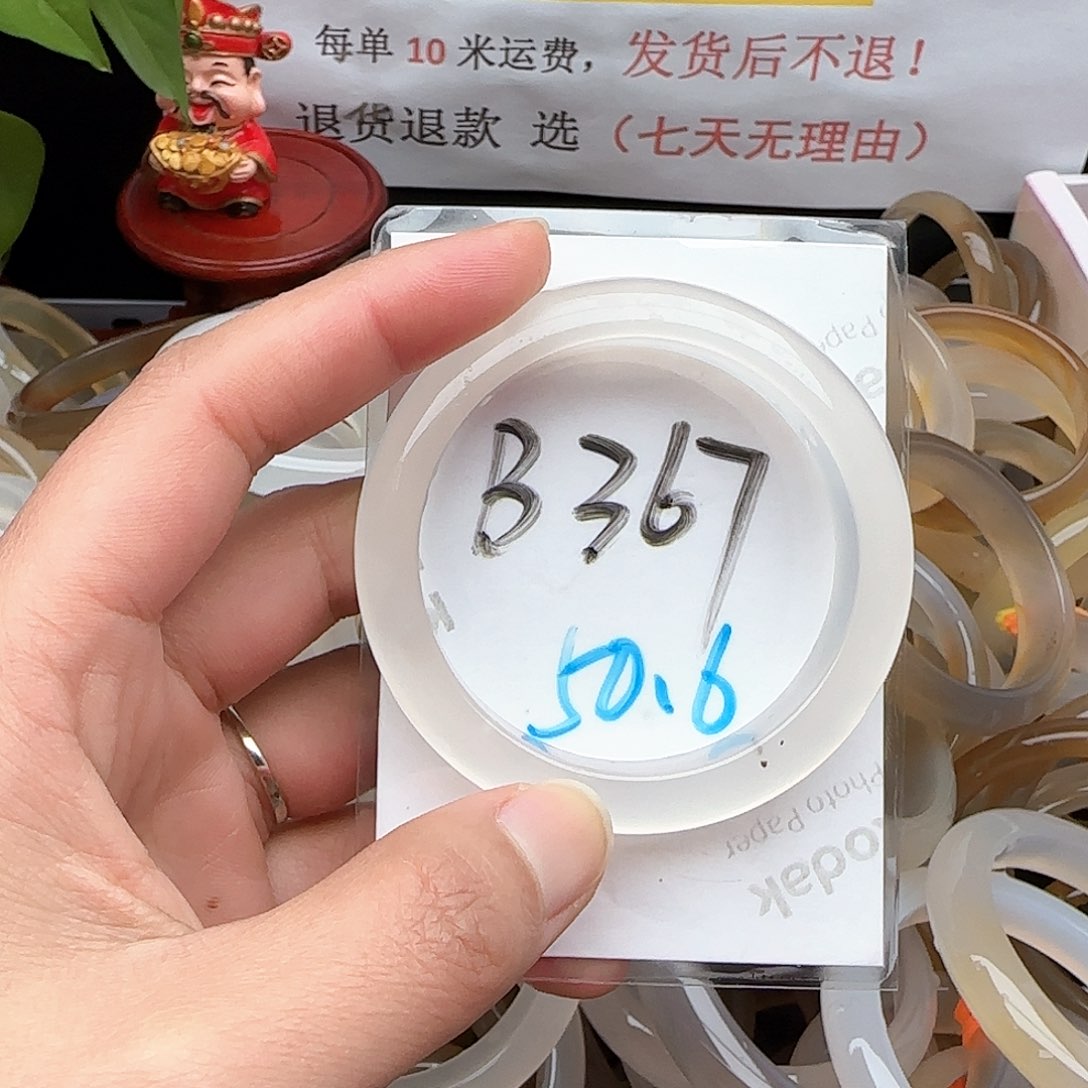 每单 10 米运费，发货后不退！
退货退款 选（七天无理由）
B367
50.6
Photo Paper
Kodak